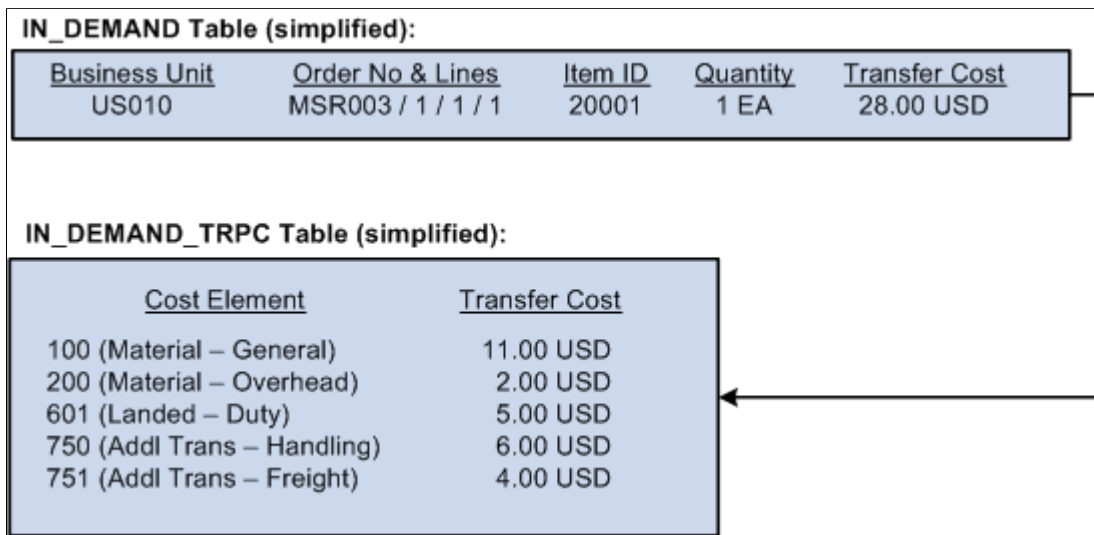 IN_DEMAND Table (simplified):
Business Unit Order No & Lines Item ID Quantity Transfer Cost
US010 MSR003 / 1 / 1 / 1 20001 1 EA 28.00 USD
IN_DEMAND_TRPC Table (simplified):
Cost Element Transfer Cost
100 (Material – General) 11.00 USD
200 (Material – Overhead) 2.00 USD
601 (Landed – Duty) 5.00 USD
750 (Addl Trans – Handling) 6.00 USD
751 (Addl Trans – Freight) 4.00 USD